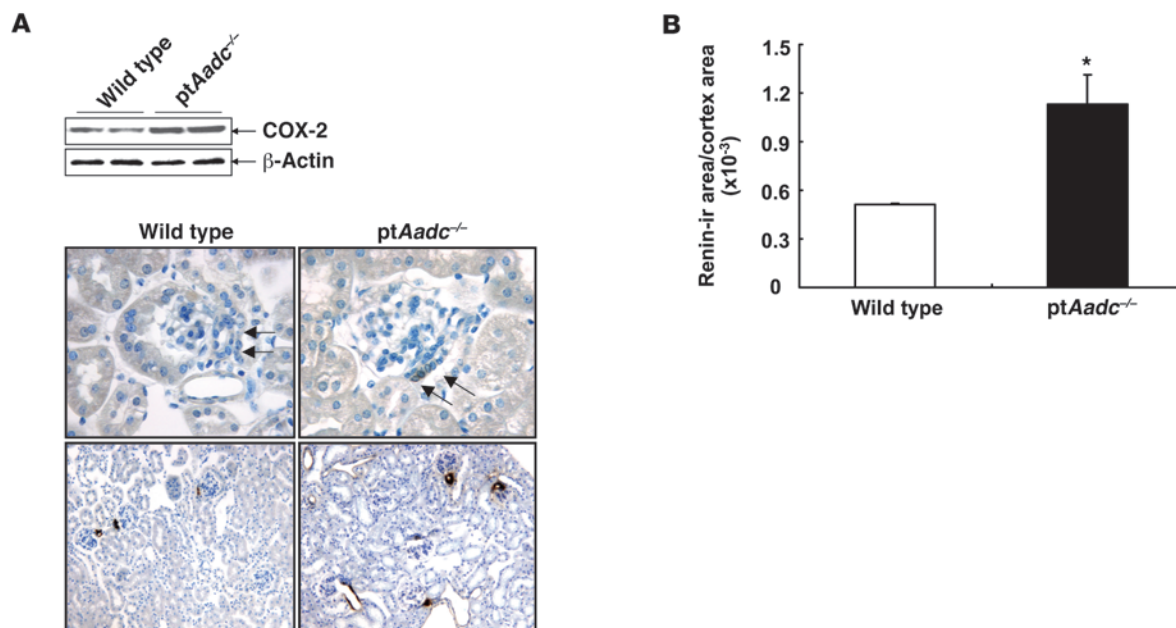 A
Wild type
ptAadc⁻/⁻
COX-2
β-Actin
Wild type
ptAadc⁻/⁻
B
Renin-ir area/cortex area
(x10⁻³)
1.5
1.2
0.9
0.6
0.3
0
*
Wild type
ptAadc⁻/⁻